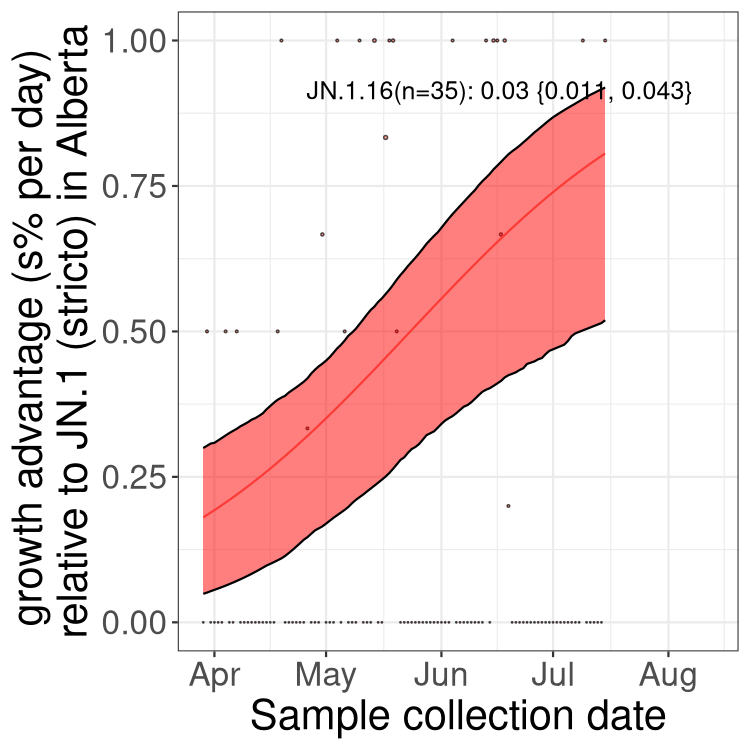 growth advantage (s% per day)
relative to JN.1 (stricto) in Alberta
1.00
0.75
0.50
0.25
0.00
JN.1.16(n=35): 0.03 {0.011, 0.043}
Apr May Jun Jul Aug
Sample collection date